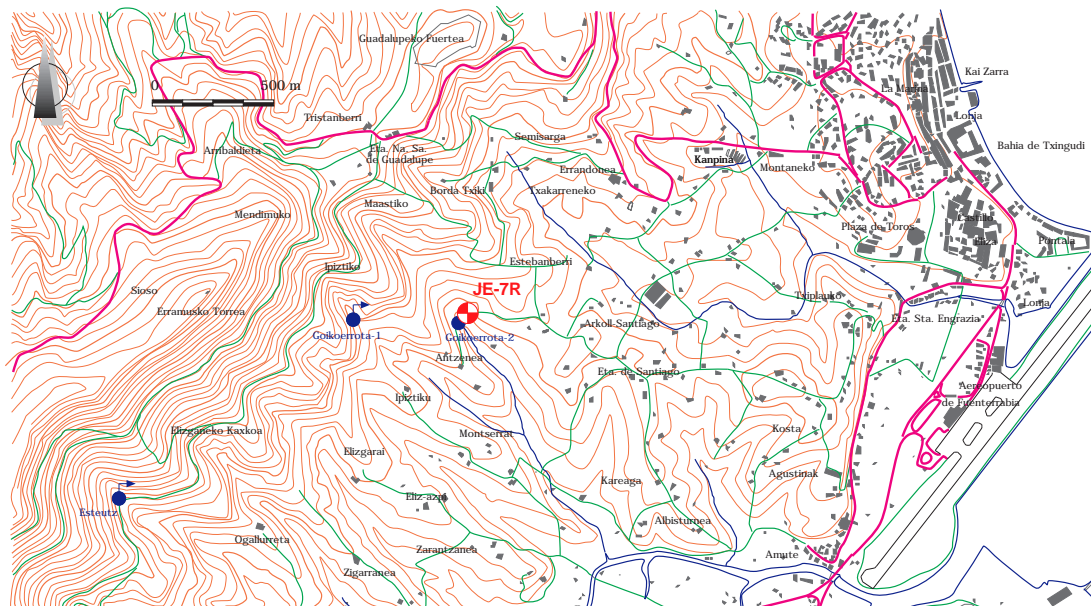 Guadalupeko Fuertea
Kai Zarra
0 500 m
La Marina
Lonja
Tristanberri
Semisarga
Bahia de Txingudi
Arribaldieta
Eta. Na. Sa.
de Guadalupe
Kanpina
Errandonea
Montaneko
Borda Txiki
Txakarreneko
Maastiko
Mendimuko
Castillo
Plaza de Toros
Eliza
Pontala
Estebanberri
Ipiztiko
Sioso
JE-7R
Txiplauko
Lonja
Erramusko Torrea
Arkoll-Santiago
Eta. Sta. Engrazia
Goikoerrota-1
Goikoerrota-2
Antzenea
Eta. de Santiago
Aereopuerto
de Fuenterrabia
Ipiztiku
Elizganeko Kaxkoa
Montserrat
Kosta
Elizgarai
Agustinak
Kareaga
Eliz-azpi
Esteutz
Albisturnea
Ogallurreta
Zarantzanea
Amute
Zigarranea